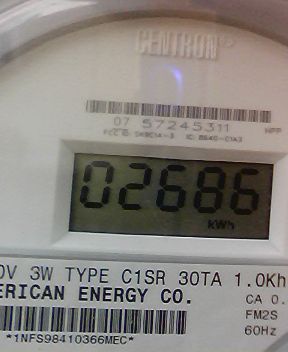 CENTRON®
07 57245311 HPP
02686
kWh
0V 3W TYPE C1SR 30TA 1.0Kh
ERICAN ENERGY CO.
CA 0.
FM2S
60Hz
*1NFS98410366MEC*